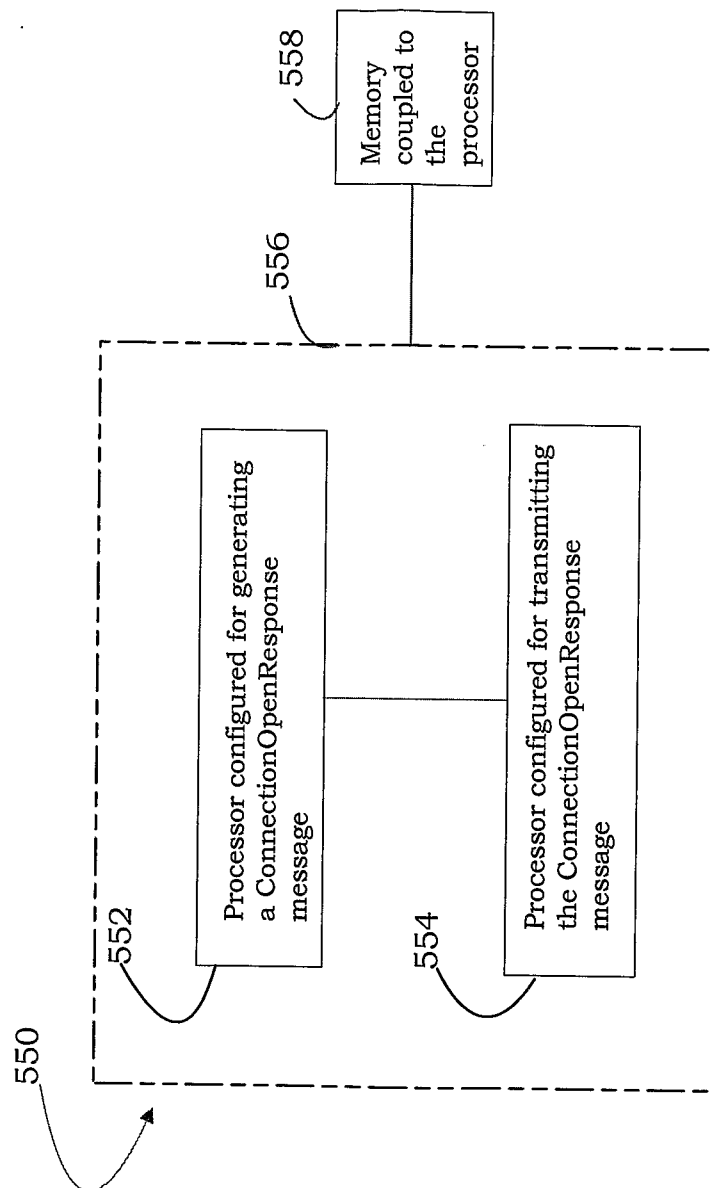 550
552
Processor configured for generating
a ConnectionOpenResponse
message
554
Processor configured for transmitting
the ConnectionOpenResponse
message
556
558
Memory
coupled to
the
processor